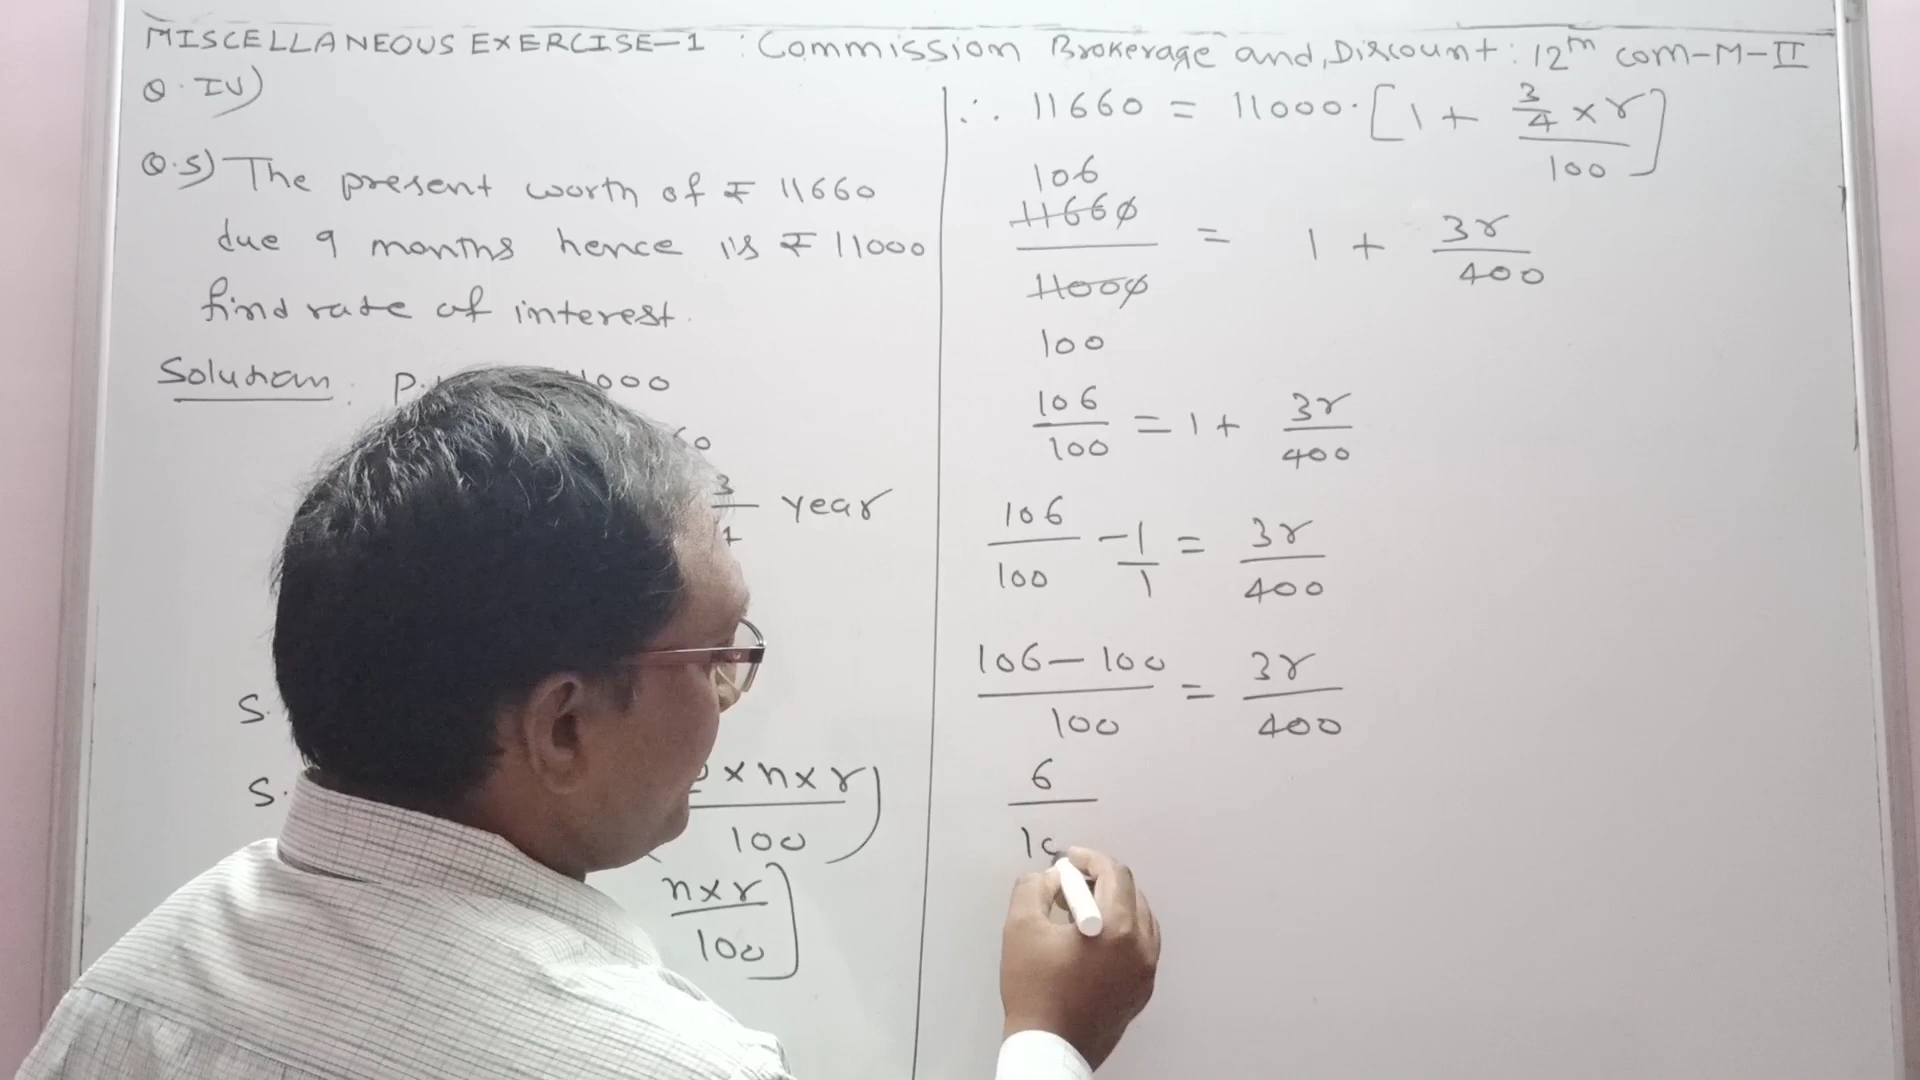 MISCELLANEOUS EXERCISE-1 : Commission Brokerage and, Discount : 12th com-M-II
Q. IV)
Q.5) The present worth of ₹ 11660
due 9 months hence is ₹ 11000
find rate of interest.
Solution : P. 11000
60
3/4 year
S.
S. × n × r) / 100
n×r / 100]
∴ 11660 = 11000 · [1 + 3/4 × r / 100]
106
11660 / 11000 = 1 + 3r / 400
100
106 / 100 = 1 + 3r / 400
106 / 100 - 1/1 = 3r / 400
106 - 100 / 100 = 3r / 400
6 / 10